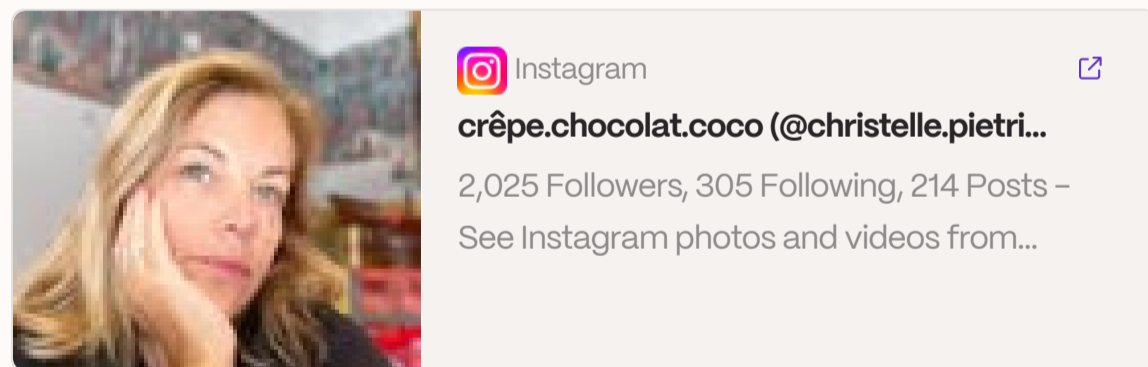 Instagram
crêpe.chocolat.coco (@christelle.pietri...
2,025 Followers, 305 Following, 214 Posts –
See Instagram photos and videos from...